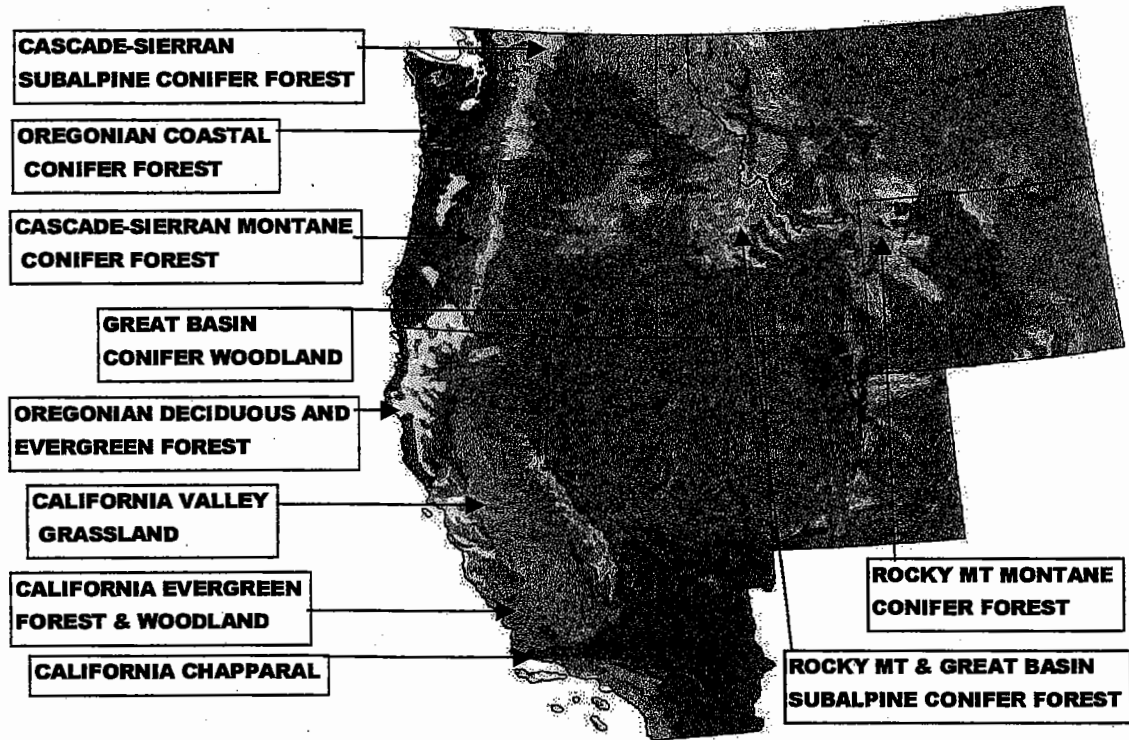 CASCADE-SIERRAN
SUBALPINE CONIFER FOREST
OREGONIAN COASTAL
CONIFER FOREST
CASCADE-SIERRAN MONTANE
CONIFER FOREST
GREAT BASIN
CONIFER WOODLAND
OREGONIAN DECIDUOUS AND
EVERGREEN FOREST
CALIFORNIA VALLEY
GRASSLAND
CALIFORNIA EVERGREEN
FOREST & WOODLAND
CALIFORNIA CHAPPARAL
ROCKY MT MONTANE
CONIFER FOREST
ROCKY MT & GREAT BASIN
SUBALPINE CONIFER FOREST